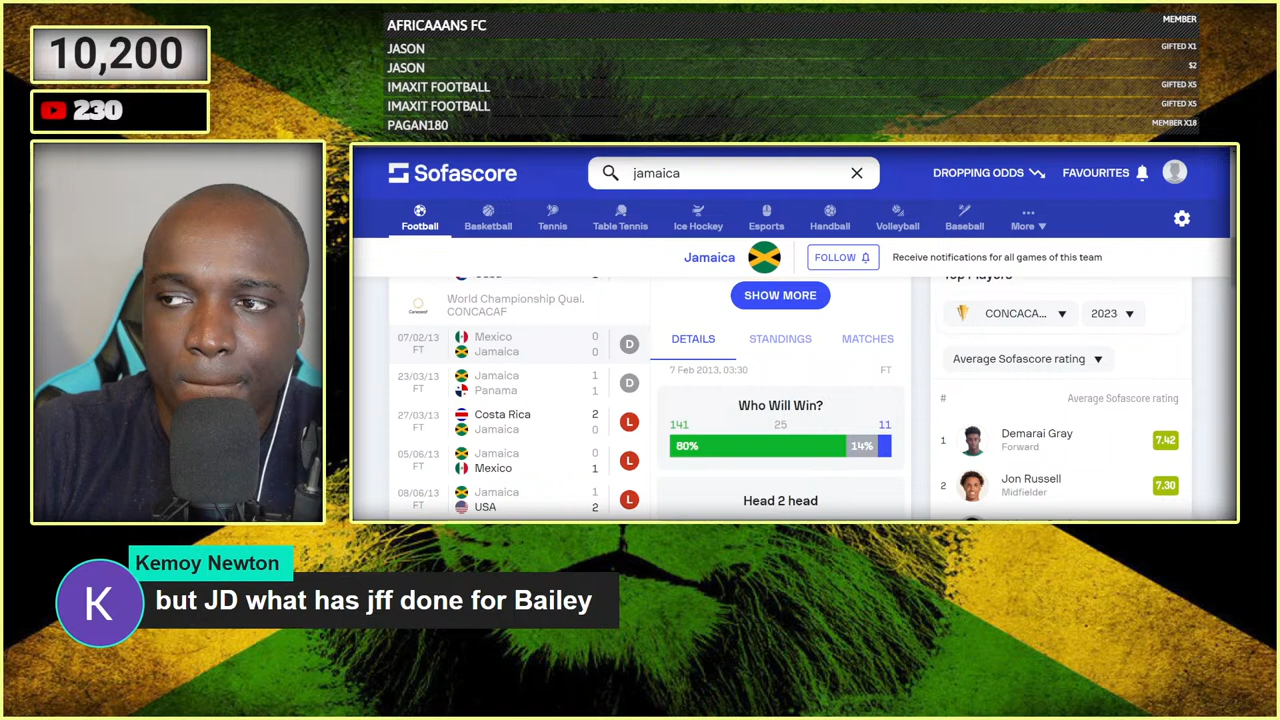 10,200
230
AFRICAAANS FC MEMBER
JASON GIFTED X1
JASON $2
IMAXIT FOOTBALL GIFTED X5
IMAXIT FOOTBALL GIFTED X5
PAGAN180 MEMBER X18
Sofascore
jamaica
DROPPING ODDS
FAVOURITES
Football
Basketball
Tennis
Table Tennis
Ice Hockey
Esports
Handball
Volleyball
Baseball
More
Jamaica
FOLLOW
Receive notifications for all games of this team
World Championship Qual.
CONCACAF
07/02/13 Mexico 0
FT Jamaica 0
D
23/03/13 Jamaica 1
FT Panama 1
D
27/03/13 Costa Rica 2
FT Jamaica 0
L
05/06/13 Jamaica 0
FT Mexico 1
L
08/06/13 Jamaica 1
FT USA 2
L
SHOW MORE
DETAILS STANDINGS MATCHES
7 Feb 2013, 03:30 FT
Who Will Win?
141 25 11
80% 14%
Head 2 head
Top Players
CONCACA... 2023
Average Sofascore rating
# Average Sofascore rating
1 Demarai Gray 7.42
Forward
2 Jon Russell 7.30
Midfielder
Kemoy Newton
K
but JD what has jff done for Bailey